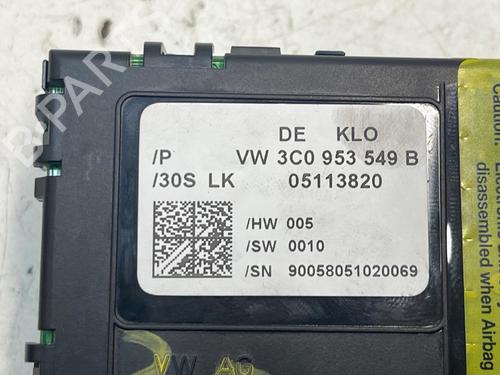 DE KLO
/P VW 3C0 953 549 B
/30S LK 05113820
/HW 005
/SW 0010
/SN 90058051020069
VW AG
disassembled when Airbag
B-Parts